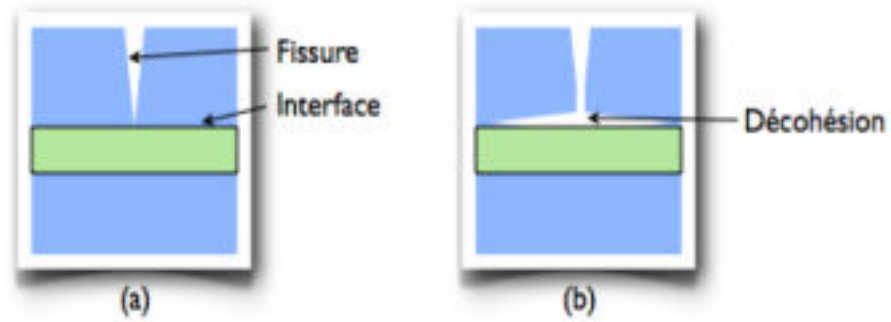 Fissure
Interface
Décohésion
(a)
(b)